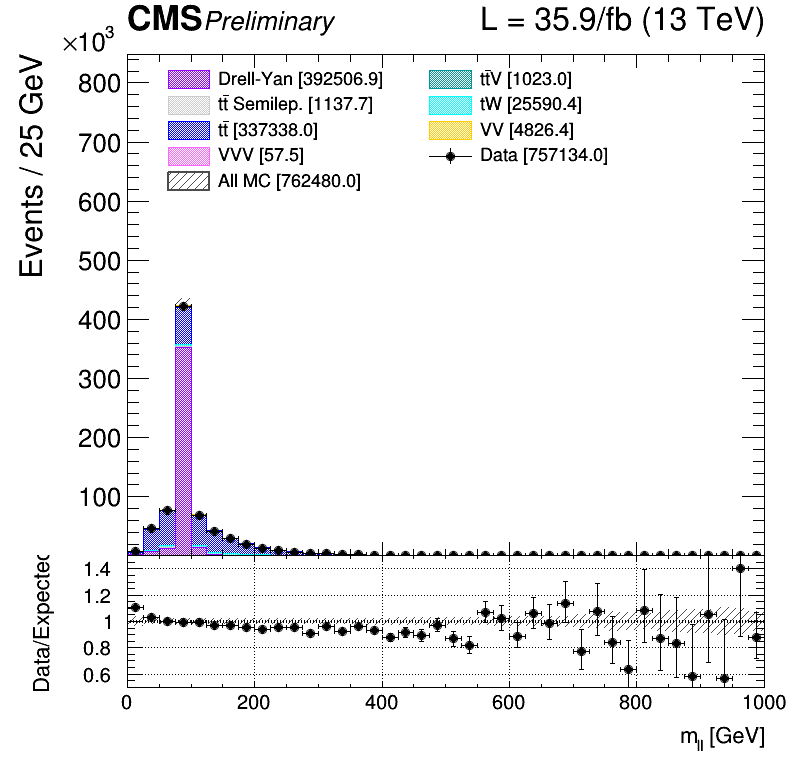 CMS Preliminary L = 35.9/fb (13 TeV)
×10³
Events / 25 GeV
800
700
600
500
400
300
200
100
Drell-Yan [392506.9]
tt̄ Semilep. [1137.7]
tt̄ [337338.0]
VVV [57.5]
All MC [762480.0]
tt̄V [1023.0]
tW [25590.4]
VV [4826.4]
Data [757134.0]
Data/Expected
1.4
1.2
1
0.8
0.6
0 200 400 600 800 1000
m_ll [GeV]